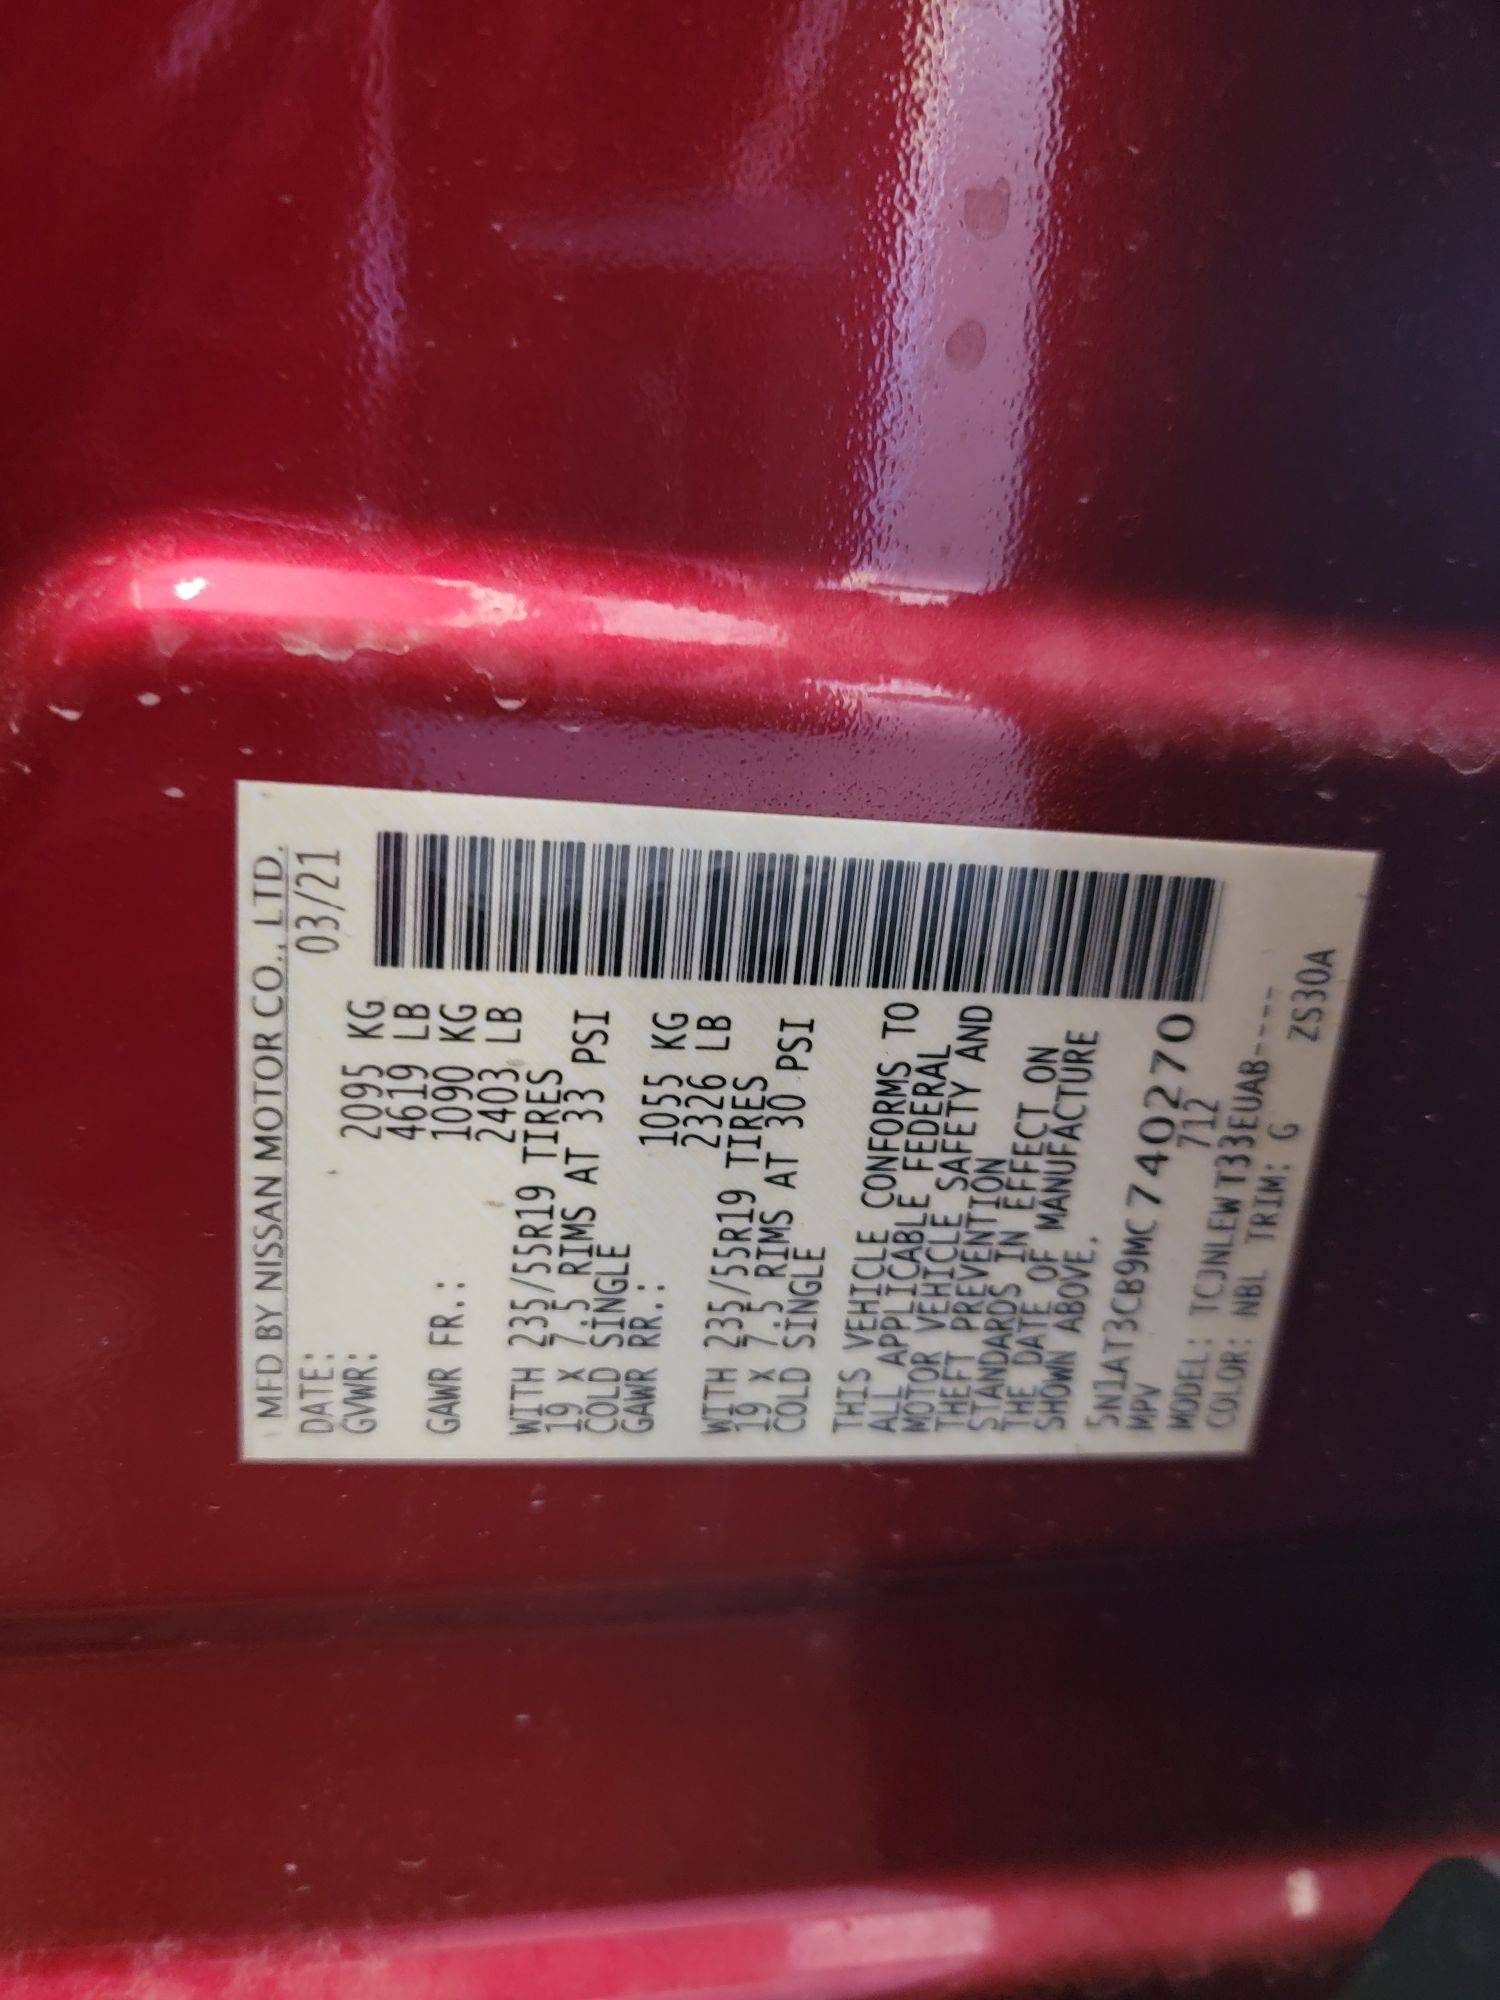 MFD BY NISSAN MOTOR CO., LTD.
DATE: 03/21
GVWR: 2095 KG
4619 LB
GAWR FR.: 1090 KG
2403 LB
WITH 235/55R19 TIRES
19 X 7.5 RIMS AT 33 PSI
COLD SINGLE
GAWR RR.: 1055 KG
2326 LB
WITH 235/55R19 TIRES
19 X 7.5 RIMS AT 30 PSI
COLD SINGLE
THIS VEHICLE CONFORMS TO
ALL APPLICABLE FEDERAL
MOTOR VEHICLE SAFETY AND
THEFT PREVENTION
STANDARDS IN EFFECT ON
THE DATE OF MANUFACTURE
SHOWN ABOVE.
5N1AT3CB9MC740270
MPV 712
MODEL: TCJNLEWT33EUAB----
COLOR: NBL TRIM: G ZS30A